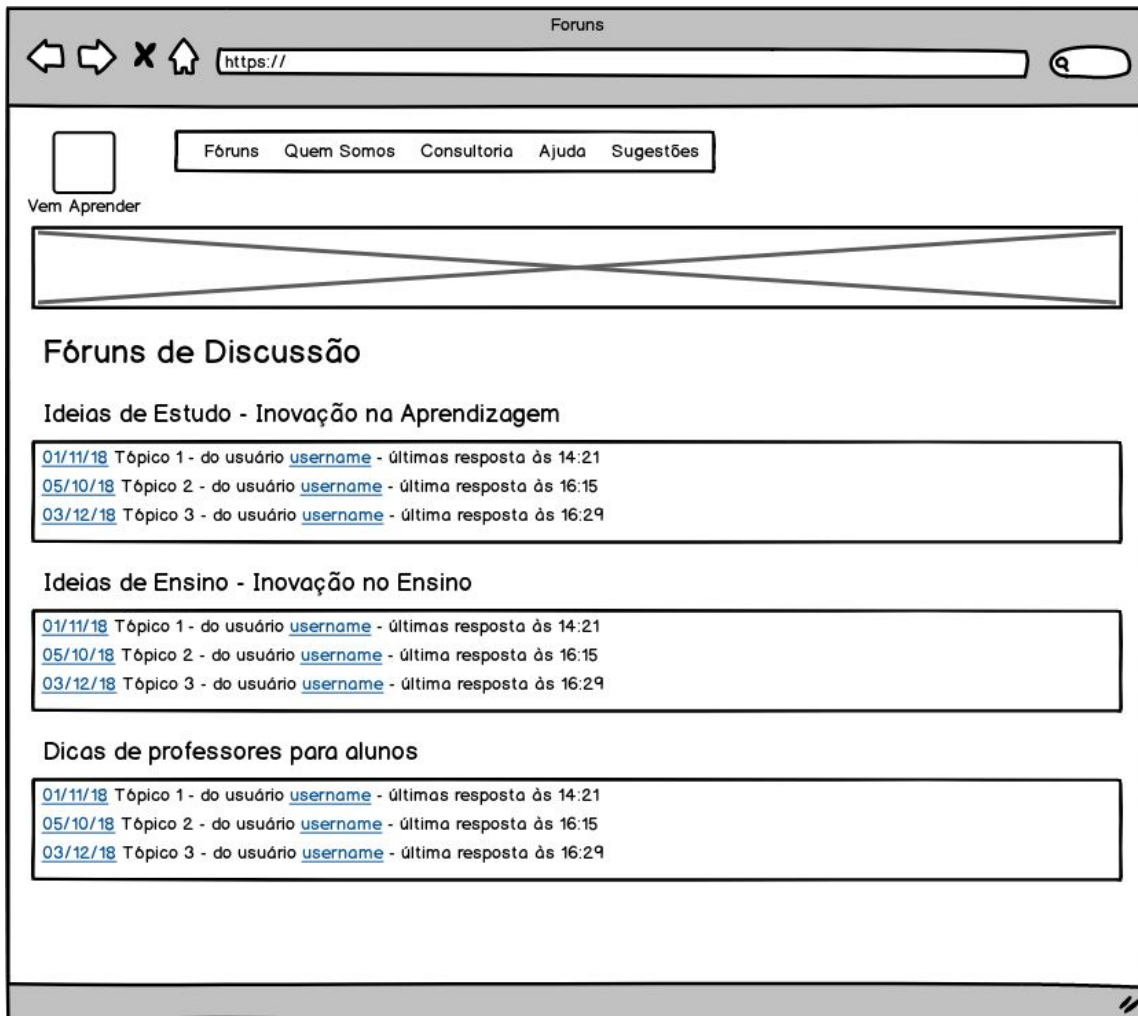 Foruns
https://
Fóruns Quem Somos Consultoria Ajuda Sugestões
Vem Aprender
Fóruns de Discussão
Ideias de Estudo - Inovação na Aprendizagem
01/11/18 Tópico 1 - do usuário username - últimas resposta às 14:21
05/10/18 Tópico 2 - do usuário username - última resposta às 16:15
03/12/18 Tópico 3 - do usuário username - última resposta às 16:29
Ideias de Ensino - Inovação no Ensino
01/11/18 Tópico 1 - do usuário username - últimas resposta às 14:21
05/10/18 Tópico 2 - do usuário username - última resposta às 16:15
03/12/18 Tópico 3 - do usuário username - última resposta às 16:29
Dicas de professores para alunos
01/11/18 Tópico 1 - do usuário username - últimas resposta às 14:21
05/10/18 Tópico 2 - do usuário username - última resposta às 16:15
03/12/18 Tópico 3 - do usuário username - última resposta às 16:29